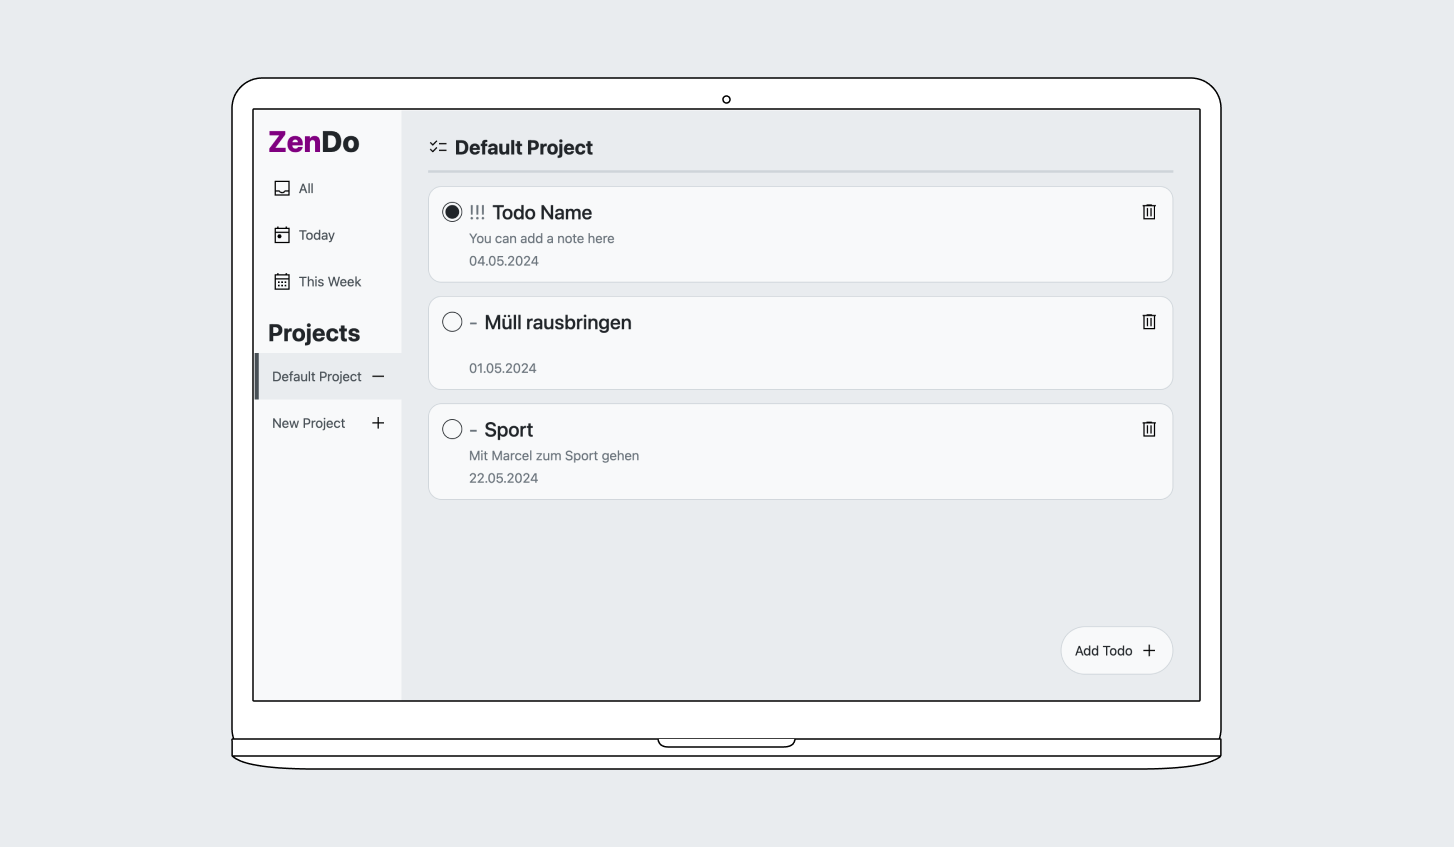 ZenDo
All
Today
This Week
Projects
Default Project
New Project
Default Project
!!! Todo Name
You can add a note here
04.05.2024
- Müll rausbringen
01.05.2024
- Sport
Mit Marcel zum Sport gehen
22.05.2024
Add Todo